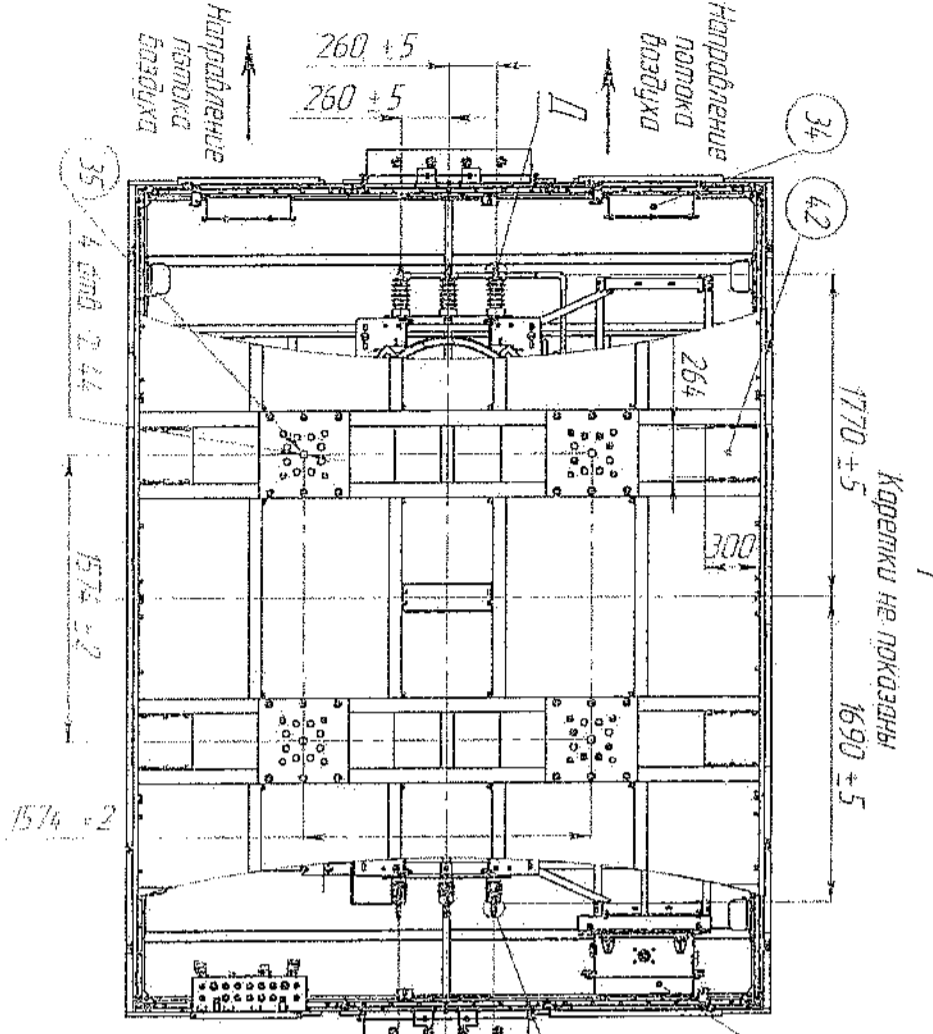 I
Каретки не показаны
Направление
потока
воздуха
Направление
потока
воздуха
260 ±5
260 ±5
II
34
42
35
4 отв.
264
300
1770 ±5
1690 ±5
1574 ±2
1574 ±2